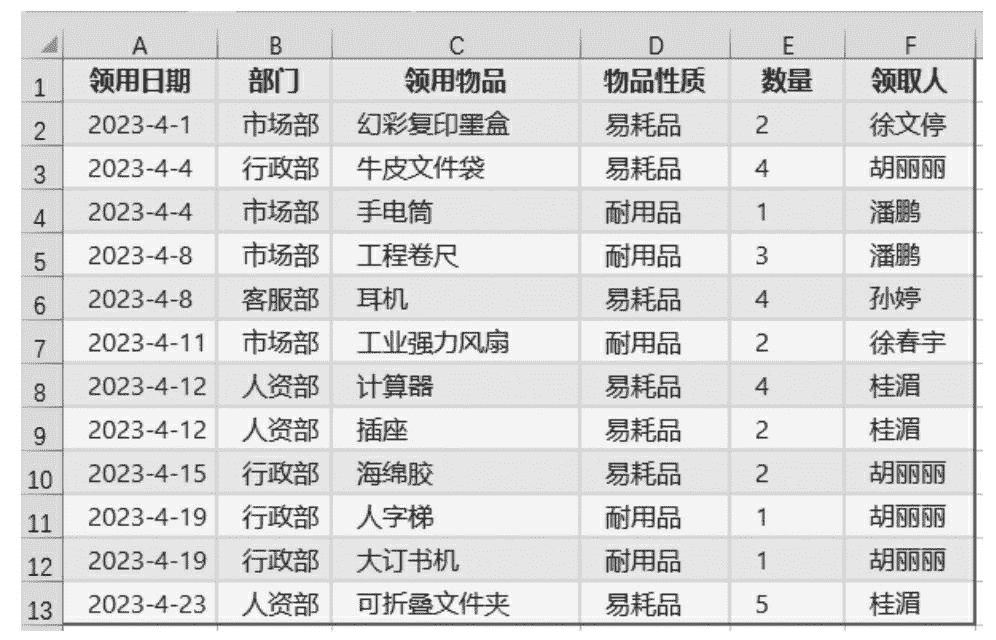 A B C D E F
1 领用日期 部门 领用物品 物品性质 数量 领取人
2 2023-4-1 市场部 幻彩复印墨盒 易耗品 2 徐文停
3 2023-4-4 行政部 牛皮文件袋 易耗品 4 胡丽丽
4 2023-4-4 市场部 手电筒 耐用品 1 潘鹏
5 2023-4-8 市场部 工程卷尺 耐用品 3 潘鹏
6 2023-4-8 客服部 耳机 易耗品 4 孙婷
7 2023-4-11 市场部 工业强力风扇 耐用品 2 徐春宇
8 2023-4-12 人资部 计算器 易耗品 4 桂湄
9 2023-4-12 人资部 插座 易耗品 2 桂湄
10 2023-4-15 行政部 海绵胶 易耗品 2 胡丽丽
11 2023-4-19 行政部 人字梯 耐用品 1 胡丽丽
12 2023-4-19 行政部 大订书机 耐用品 1 胡丽丽
13 2023-4-23 人资部 可折叠文件夹 易耗品 5 桂湄